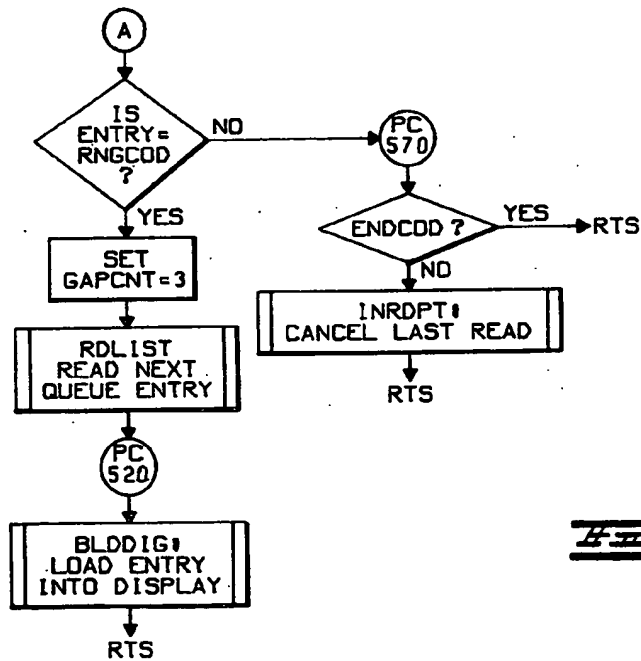 A
IS
ENTRY=
RNGCOD
?
NO
YES
SET
GAPCNT=3
RDLIST
READ NEXT
QUEUE ENTRY
PC
520
BLDDIG:
LOAD ENTRY
INTO DISPLAY
RTS
PC
570
ENDCOD ?
YES
RTS
NO
INRDPT:
CANCEL LAST READ
RTS